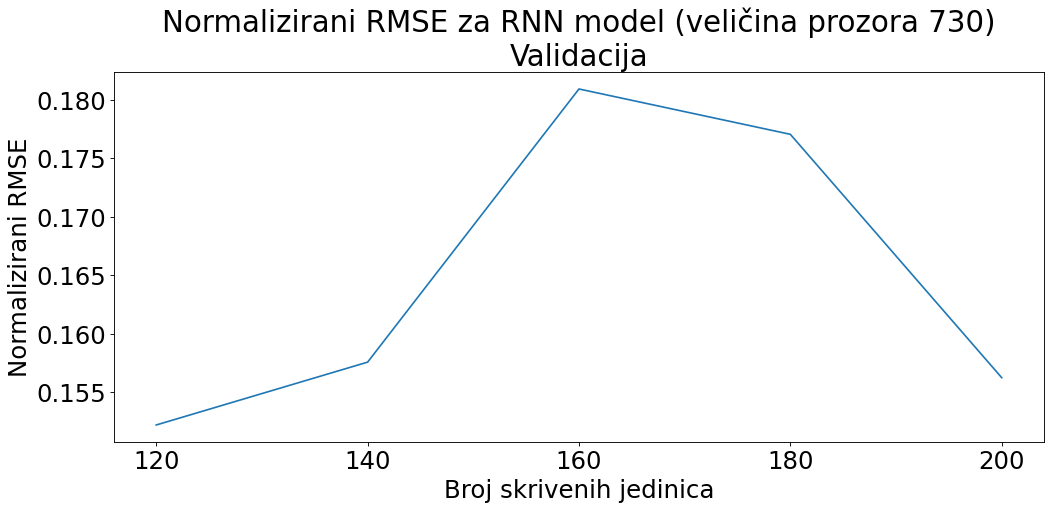 Normalizirani RMSE za RNN model (veličina prozora 730)
Validacija
Normalizirani RMSE
0.180
0.175
0.170
0.165
0.160
0.155
120 140 160 180 200
Broj skrivenih jedinica